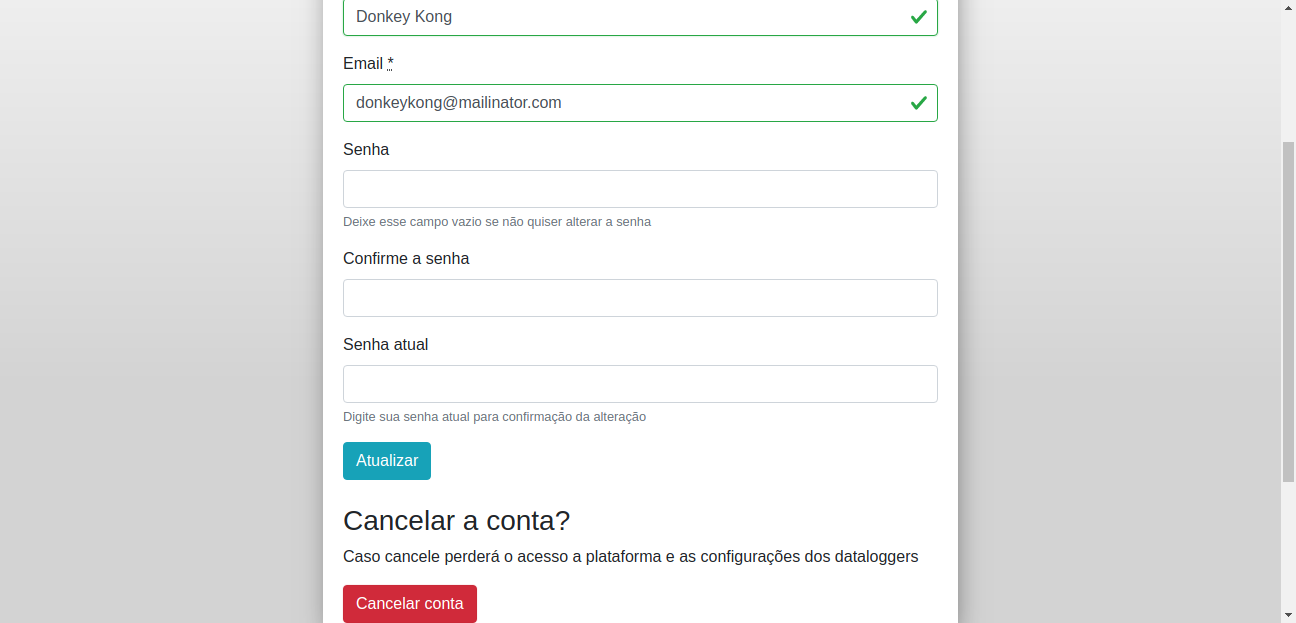 Donkey Kong
Email *
donkeykong@mailinator.com
Senha
Deixe esse campo vazio se não quiser alterar a senha
Confirme a senha
Senha atual
Digite sua senha atual para confirmação da alteração
Atualizar
Cancelar a conta?
Caso cancele perderá o acesso a plataforma e as configurações dos dataloggers
Cancelar conta